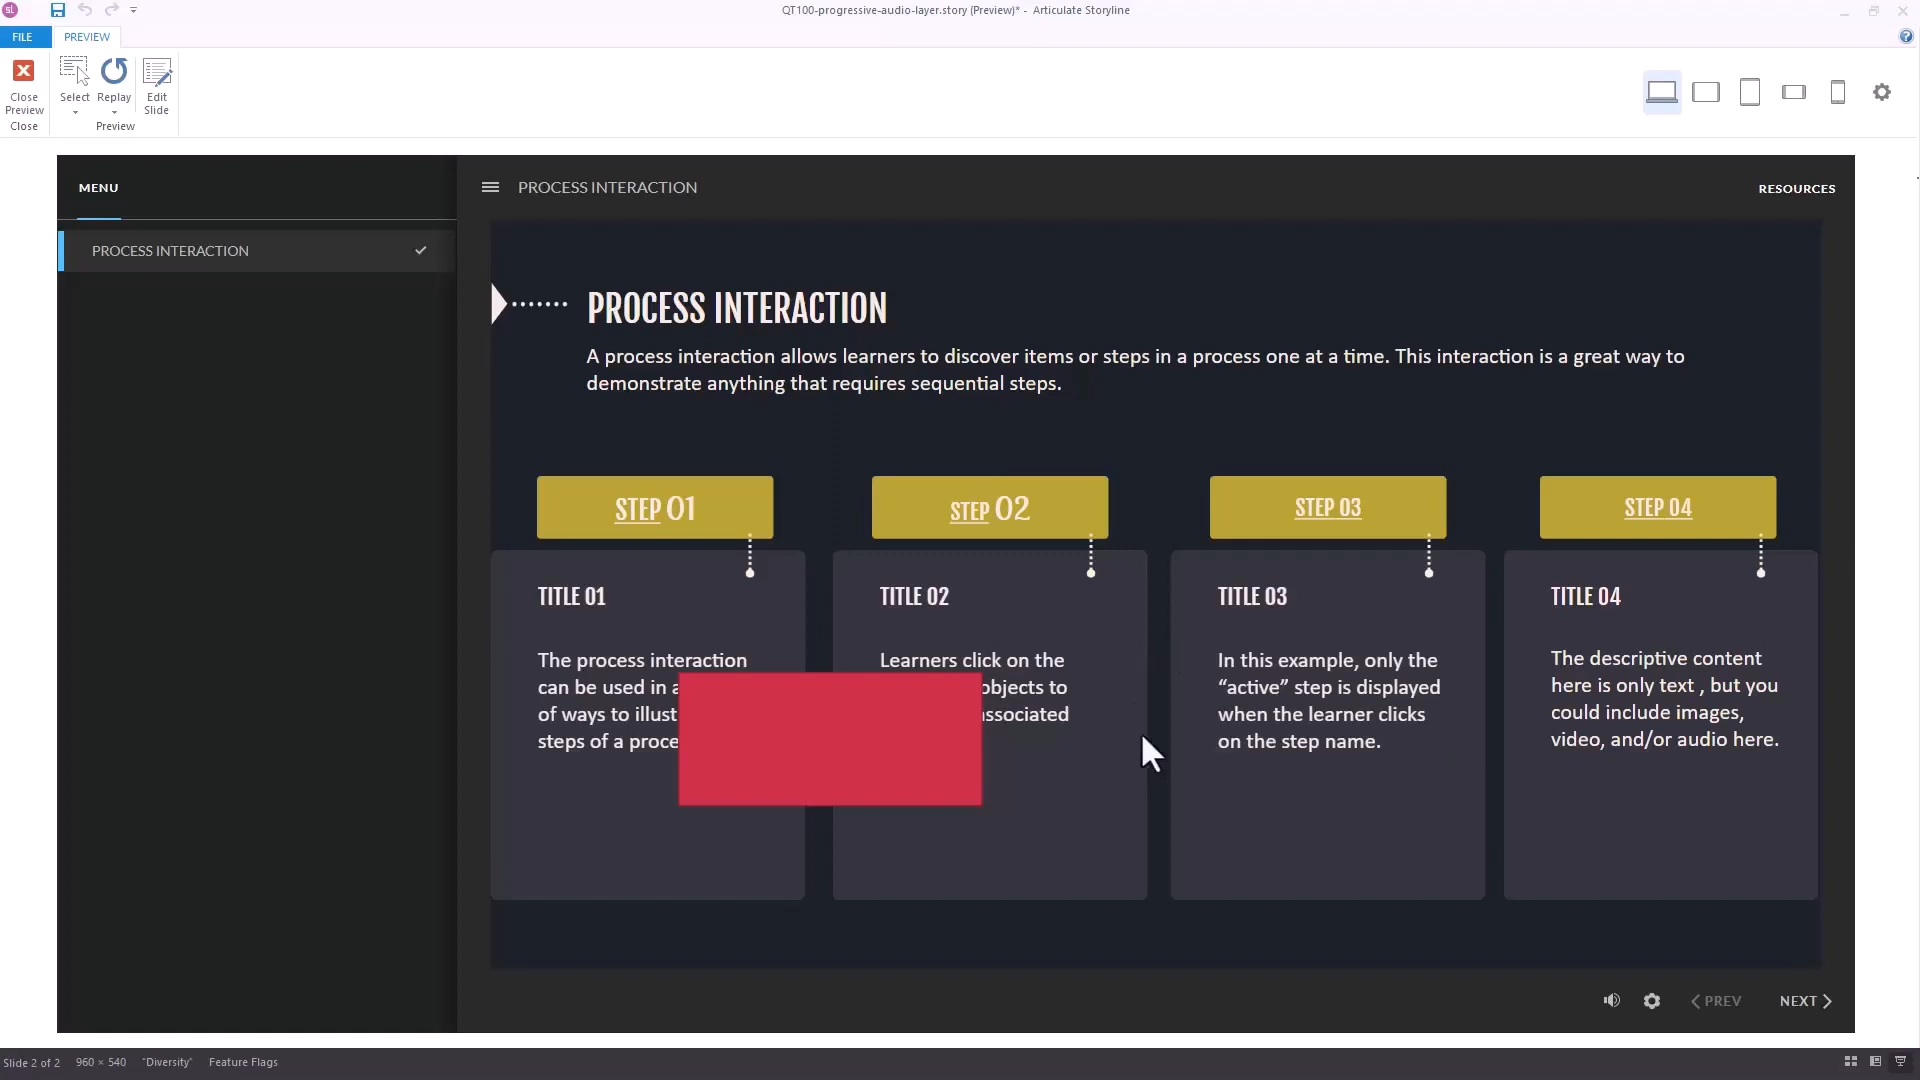 QT100-progressive-audio-layer.story (Preview)* - Articulate Storyline
FILE
PREVIEW
Close
Preview
Select
Replay
Edit
Slide
Close
Preview
MENU
PROCESS INTERACTION
RESOURCES
PROCESS INTERACTION
PROCESS INTERACTION
A process interaction allows learners to discover items or steps in a process one at a time. This interaction is a great way to
demonstrate anything that requires sequential steps.
STEP 01
STEP 02
STEP 03
STEP 04
TITLE 01
The process interaction
can be used in a
of ways to illust
steps of a proce
TITLE 02
Learners click on the
objects to
associated
TITLE 03
In this example, only the
“active” step is displayed
when the learner clicks
on the step name.
TITLE 04
The descriptive content
here is only text , but you
could include images,
video, and/or audio here.
PREV
NEXT
Slide 2 of 2
960 × 540
"Diversity"
Feature Flags